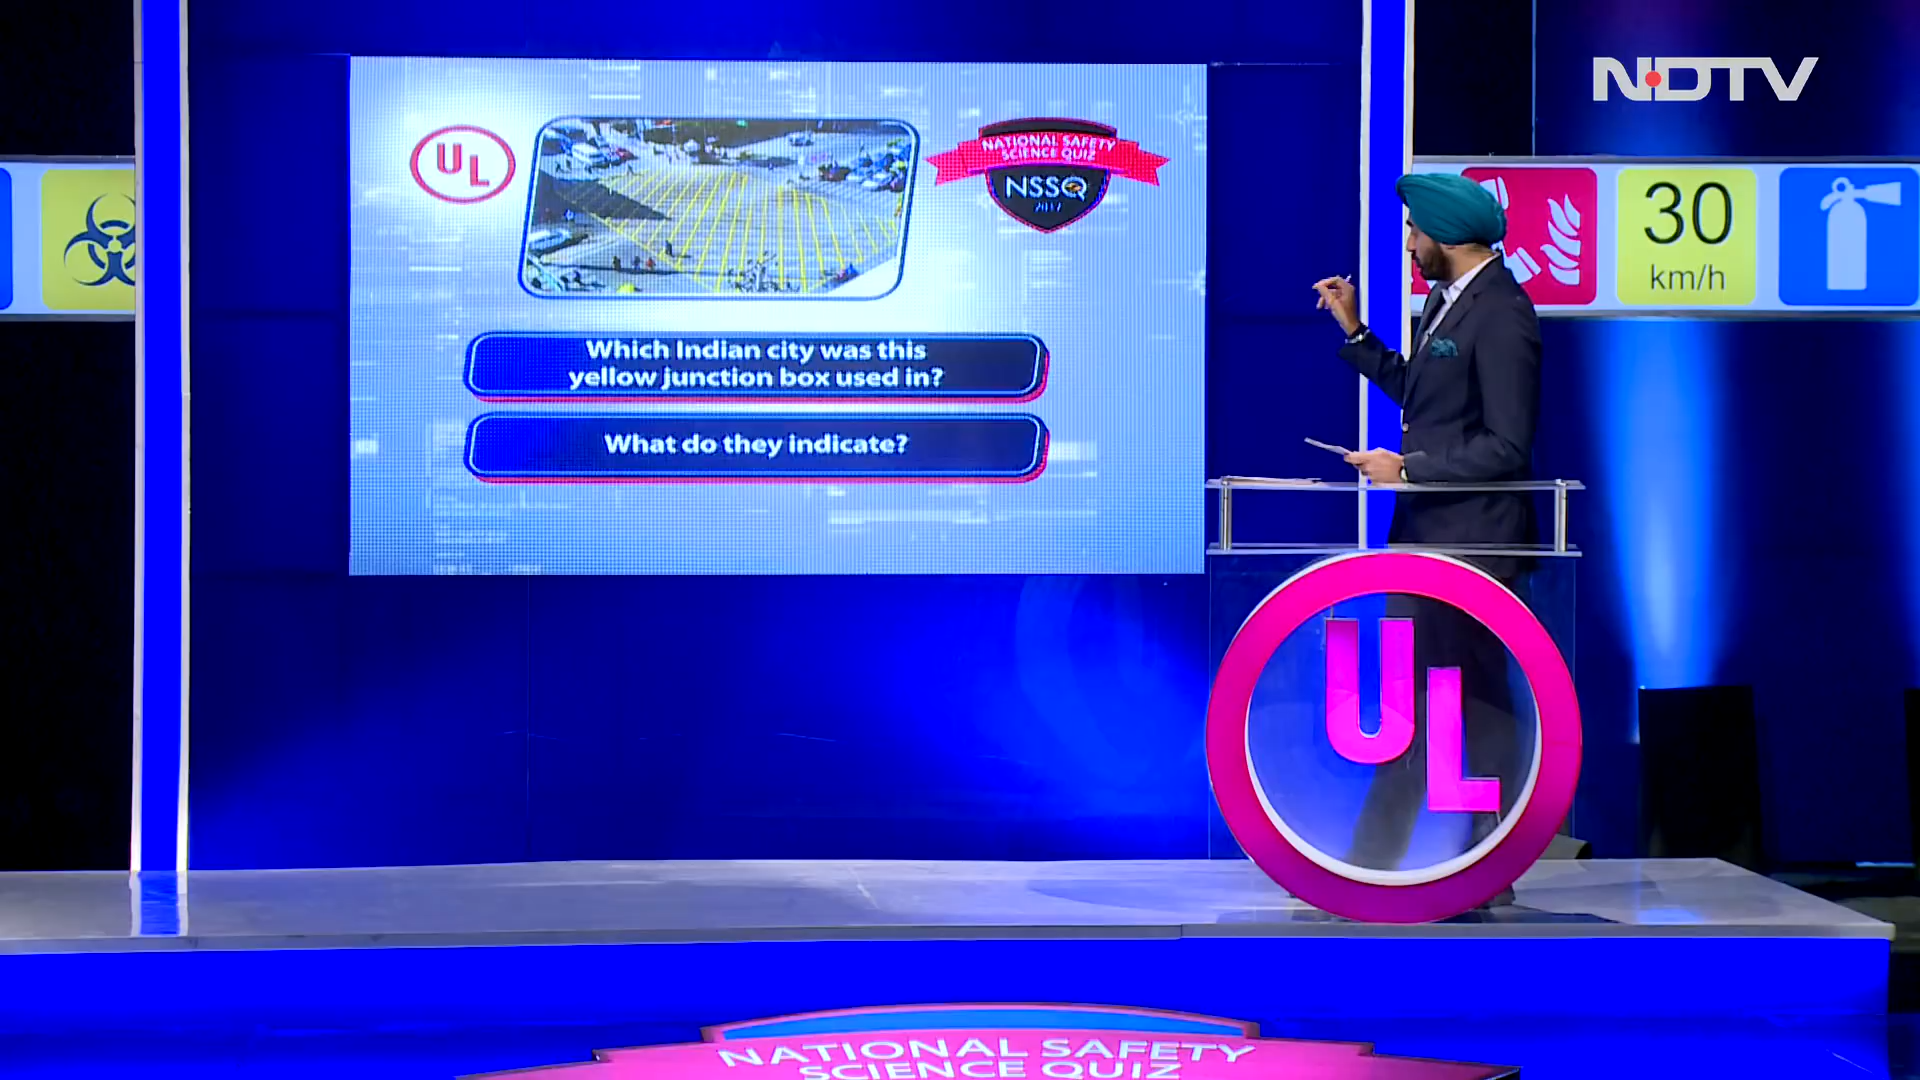 NDTV
UL
NATIONAL SAFETY
SCIENCE QUIZ
NSSQ
2017
Which Indian city was this
yellow junction box used in?
What do they indicate?
30
km/h
UL
NATIONAL SAFETY
SCIENCE QUIZ